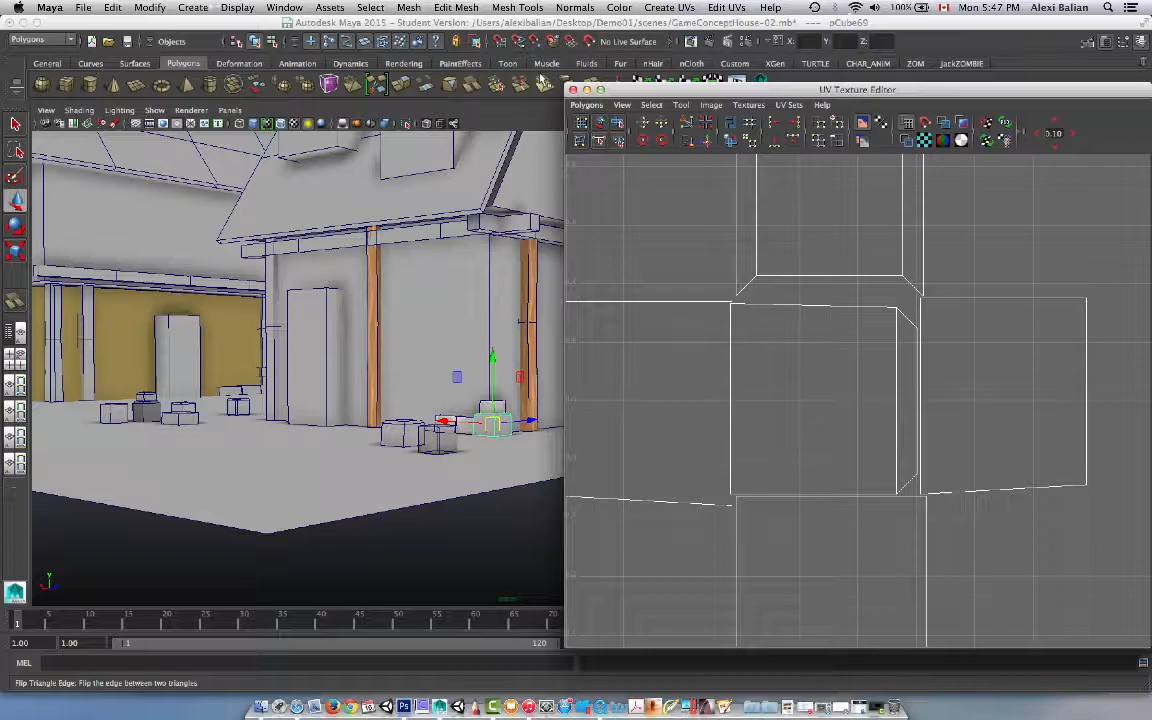 Maya File Edit Modify Create Display Window Assets Select Mesh Edit Mesh Mesh Tools Normals Color Create UVs Edit UVs Help 100% Mon 5:47 PM Alexi Balian
Autodesk Maya 2015 - Student Version: /Users/alexibalian/Desktop/Demo01/scenes/GameConceptHouse-02.mb* --- pCube69
Polygons Objects No Live Surface X: Y: Z:
General Curves Surfaces Polygons Deformation Animation Dynamics Rendering PaintEffects Toon Muscle Fluids Fur nHair nCloth Custom XGen TURTLE CHAR_ANIM ZOM JackZOMBIE
UV Texture Editor
View Shading Lighting Show Renderer Panels
Polygons View Select Tool Image Textures UV Sets Help
0.10
Y
5 10 15 20 25 30 35 40 45 50 55 60 65 70
1
1.00 1.00 1 120
MEL
Flip Triangle Edge: Flip the edge between two triangles